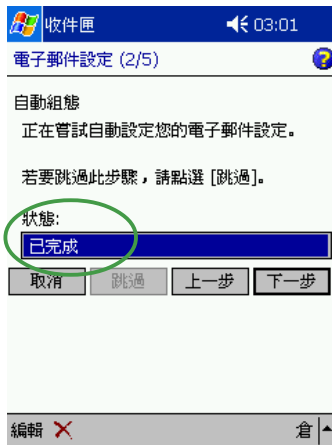 收件匣 03:01
電子郵件設定 (2/5)
自動組態
正在嘗試自動設定您的電子郵件設定。
若要跳過此步驟，請點選 [跳過]。
狀態:
已完成
取消 跳過 上一步 下一步
編輯 倉